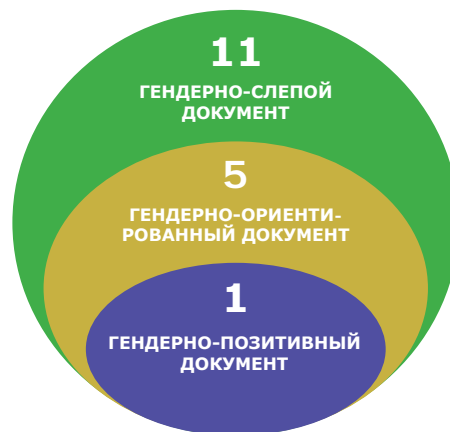 11
ГЕНДЕРНО-СЛЕПОЙ
ДОКУМЕНТ
5
ГЕНДЕРНО-ОРИЕНТИ-
РОВАННЫЙ ДОКУМЕНТ
1
ГЕНДЕРНО-ПОЗИТИВНЫЙ
ДОКУМЕНТ